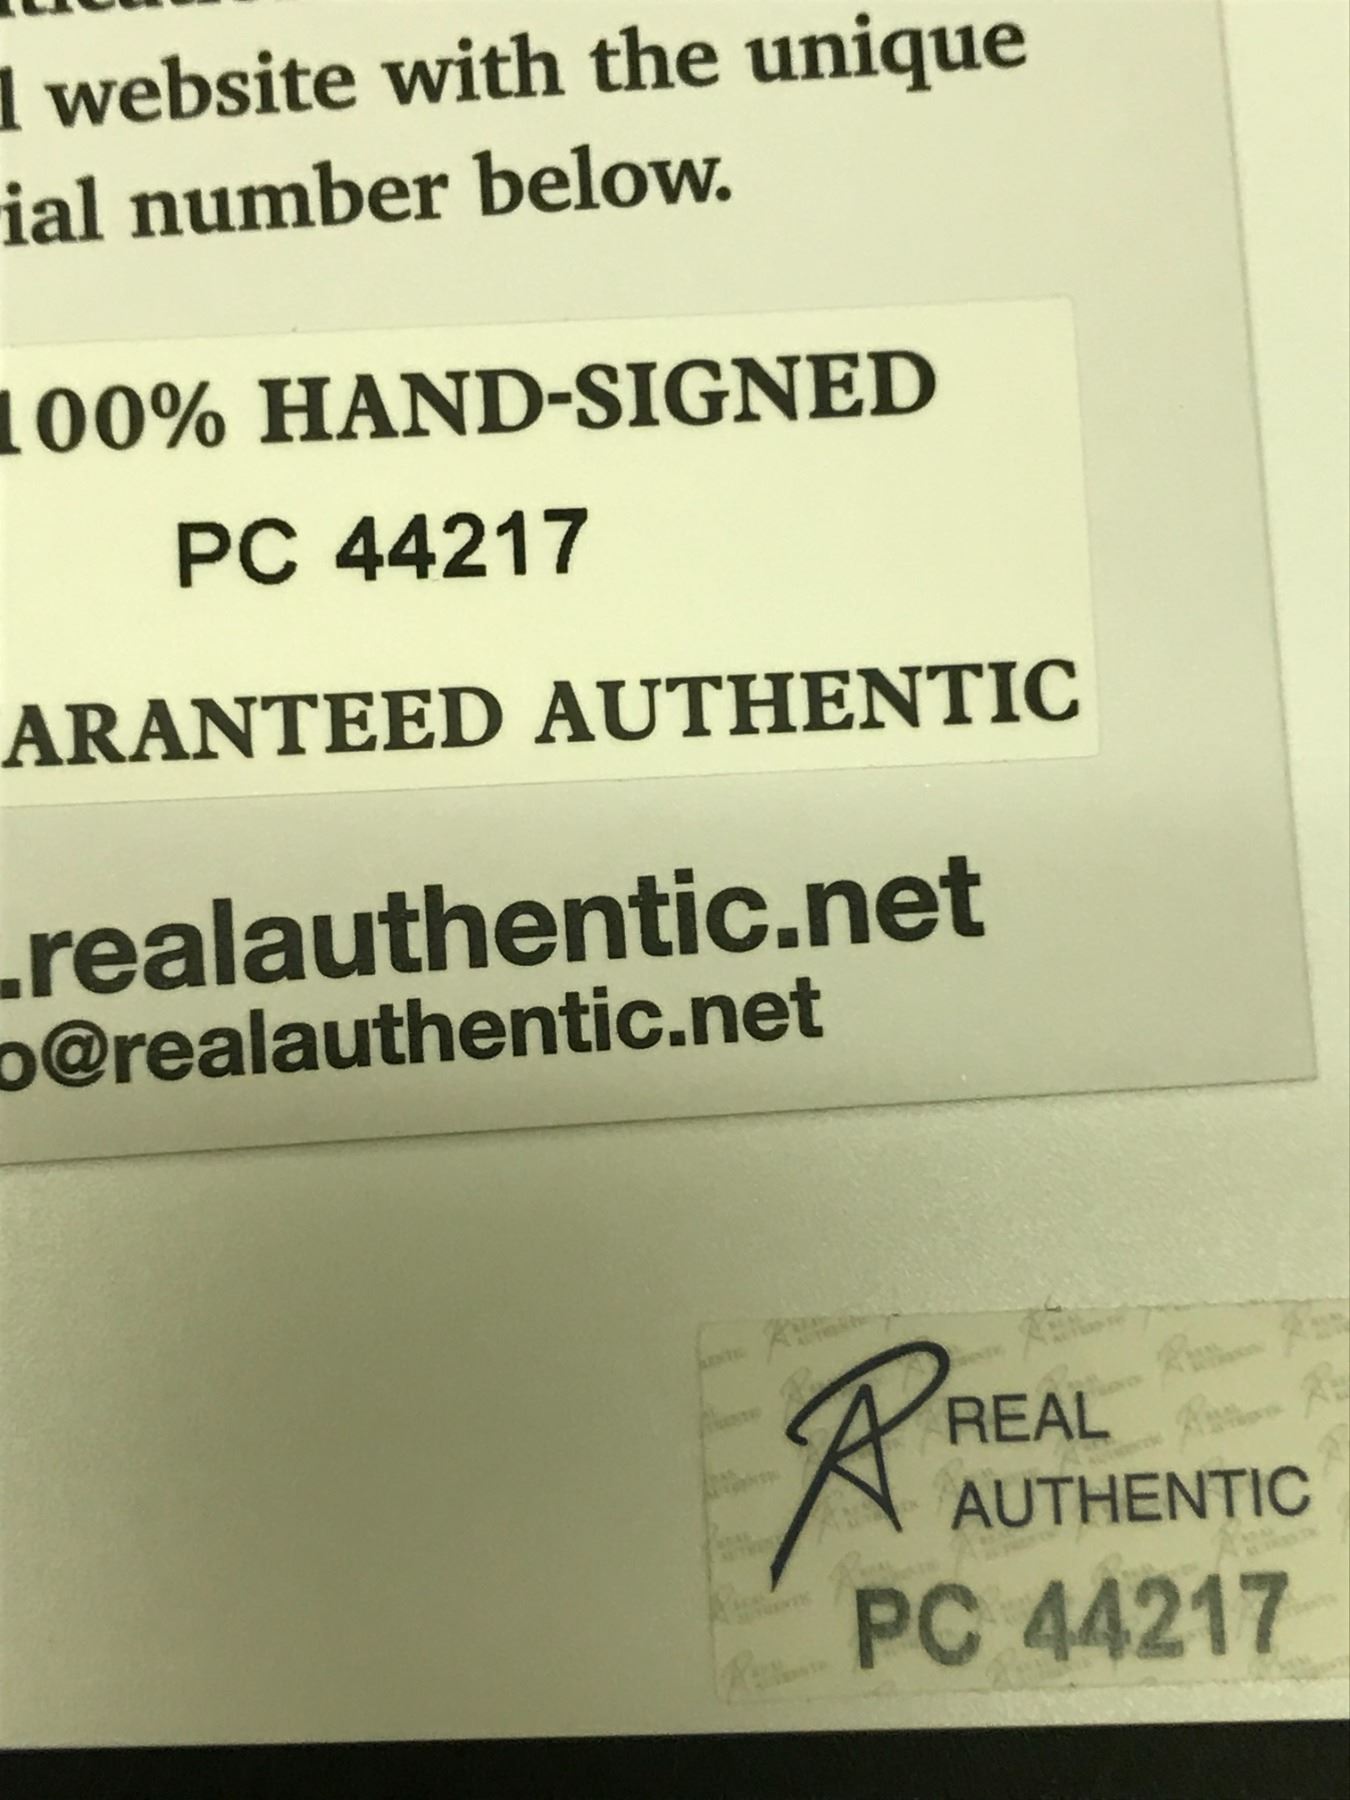 l website with the unique
ial number below.
100% HAND-SIGNED
PC 44217
ARANTEED AUTHENTIC
.realauthentic.net
o@realauthentic.net
REAL
AUTHENTIC
PC 44217